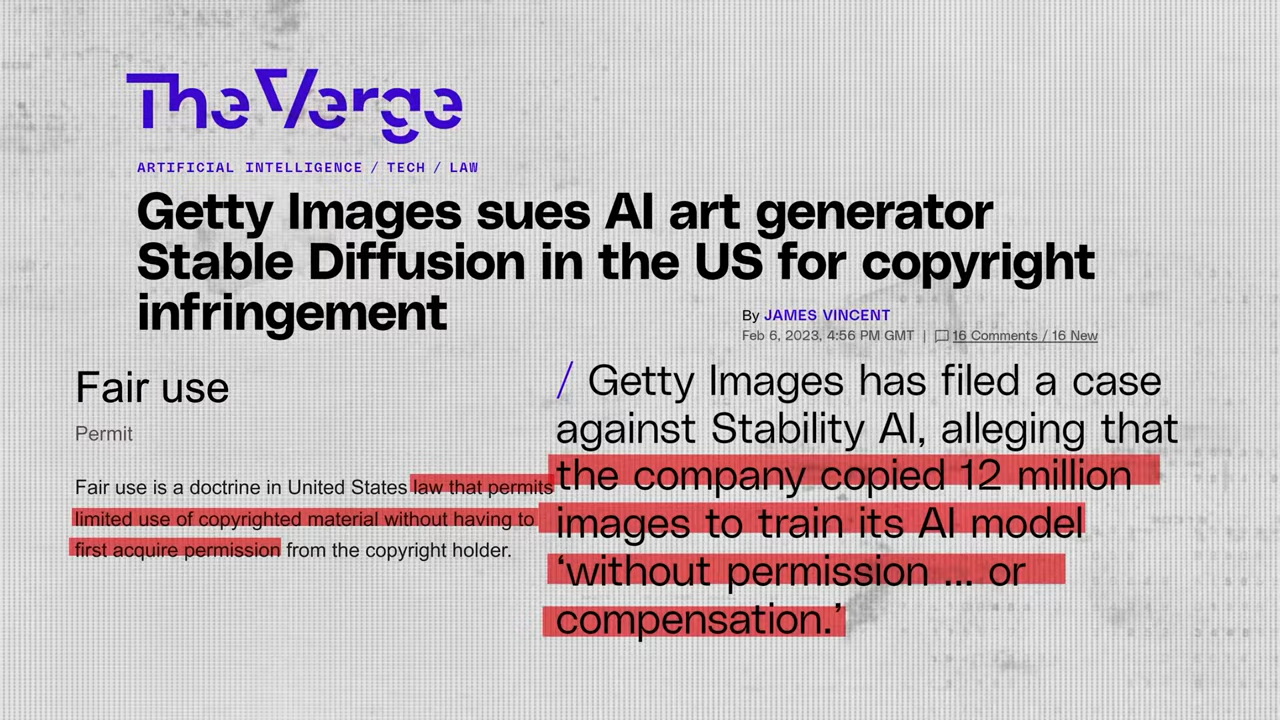 The Verge
ARTIFICIAL INTELLIGENCE / TECH / LAW
Getty Images sues AI art generator
Stable Diffusion in the US for copyright
infringement
By JAMES VINCENT
Feb 6, 2023, 4:56 PM GMT | 16 Comments / 16 New
Fair use
Permit
Fair use is a doctrine in United States law that permits
limited use of copyrighted material without having to
first acquire permission from the copyright holder.
/ Getty Images has filed a case
against Stability AI, alleging that
the company copied 12 million
images to train its AI model
‘without permission ... or
compensation.’